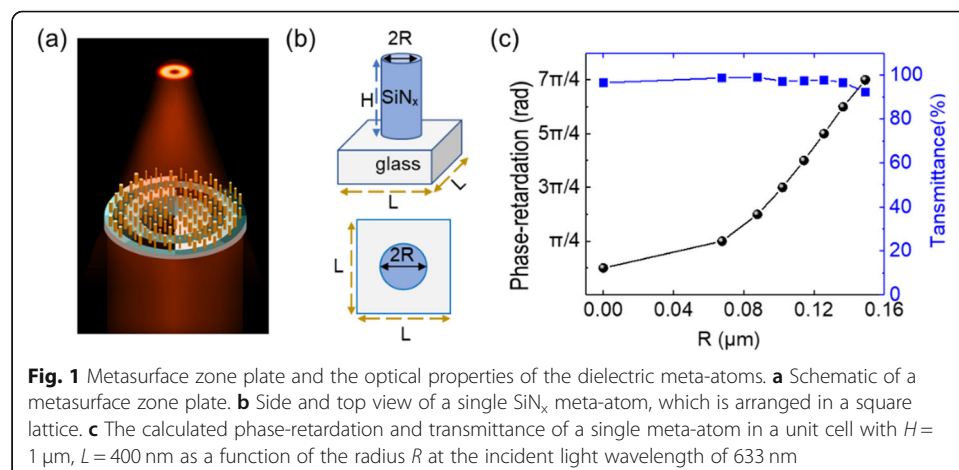 (a)
(b)
2R
H
SiNₓ
glass
L
L
2R
L
L
(c)
Phase-retardation (rad)
7π/4
5π/4
3π/4
π/4
100
80
60
40
20
0
Tansmittance(%)
0.00 0.04 0.08 0.12 0.16
R (μm)
Fig. 1 Metasurface zone plate and the optical properties of the dielectric meta-atoms. a Schematic of a
metasurface zone plate. b Side and top view of a single SiNₓ meta-atom, which is arranged in a square
lattice. c The calculated phase-retardation and transmittance of a single meta-atom in a unit cell with H =
1 μm, L = 400 nm as a function of the radius R at the incident light wavelength of 633 nm